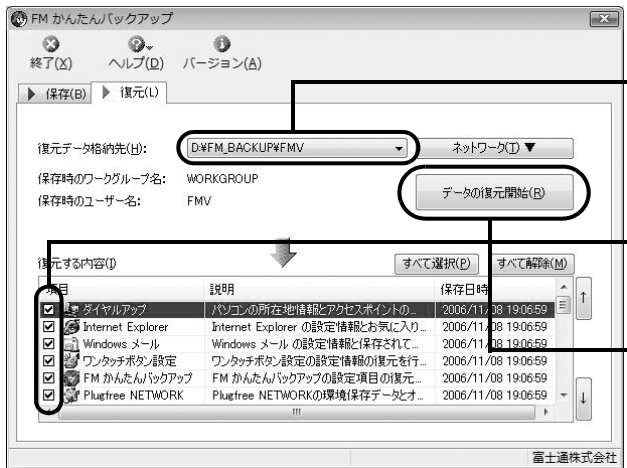 FM かんたんバックアップ
終了(X) ヘルプ(D) バージョン(A)
保存(B) 復元(L)
復元データ格納先(H): D:¥FM_BACKUP¥FMV ネットワーク(T)▼
保存時のワークグループ名: WORKGROUP
保存時のユーザー名: FMV
データの復元開始(R)
復元する内容(I) すべて選択(P) すべて解除(M)
項目 説明 保存日時
ダイヤルアップ パソコンの所在地情報とアクセスポイントの... 2006/11/08 19:06:59
Internet Explorer Internet Explorer の設定情報とお気に入り... 2006/11/08 19:06:59
Windows メール Windows メール の設定情報と保存されて... 2006/11/08 19:06:59
ワンタッチボタン設定 ワンタッチボタン設定の設定情報の復元を行... 2006/11/08 19:06:59
FM かんたんバックアップ FM かんたんバックアップの設定項目の復元... 2006/11/08 19:06:59
Plugfree NETWORK Plugfree NETWORKの環境保存データとオ... 2006/11/08 19:06:59
富士通株式会社